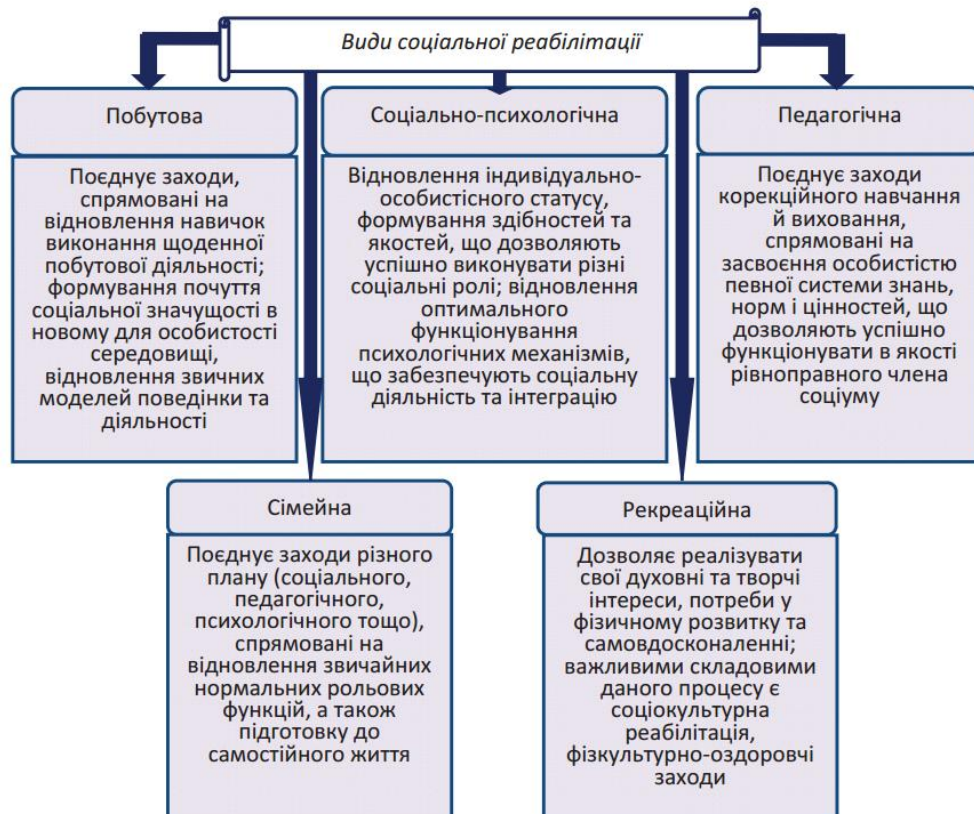 Види соціальної реабілітації
Побутова
Поєднує заходи,
спрямовані на
відновлення навичок
виконання щоденної
побутової діяльності;
формування почуття
соціальної значущості в
новому для особистості
середовищі,
відновлення звичних
моделей поведінки та
діяльності
Соціально-психологічна
Відновлення індивідуально-
особистісного статусу,
формування здібностей та
якостей, що дозволяють
успішно виконувати різні
соціальні ролі; відновлення
оптимального
функціонування
психологічних механізмів,
що забезпечують соціальну
діяльність та інтеграцію
Педагогічна
Поєднує заходи
корекційного навчання
й виховання,
спрямовані на
засвоєння особистістю
певної системи знань,
норм і цінностей, що
дозволяють успішно
функціонувати в якості
рівноправного члена
соціуму
Сімейна
Поєднує заходи різного
плану (соціального,
педагогічного,
психологічного тощо),
спрямовані на
відновлення звичайних
нормальних рольових
функцій, а також
підготовку до
самостійного життя
Рекреаційна
Дозволяє реалізувати
свої духовні та творчі
інтереси, потреби у
фізичному розвитку та
самовдосконаленні;
важливими складовими
даного процесу є
соціокультурна
реабілітація,
фізкультурно-оздоровчі
заходи